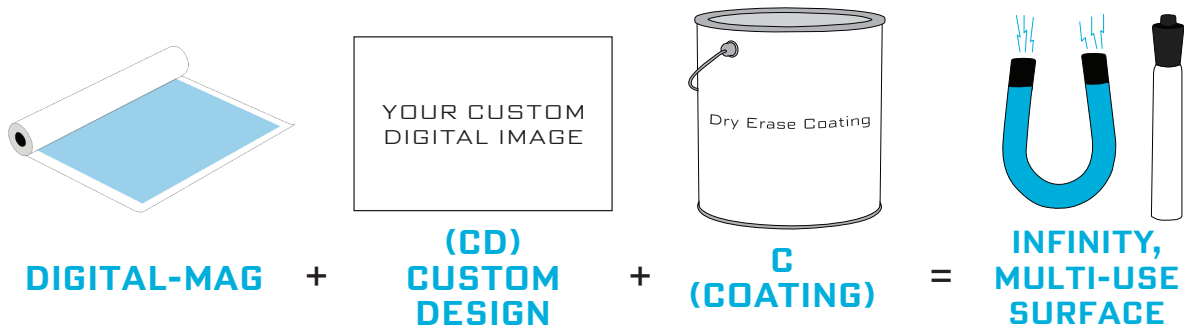 YOUR CUSTOM
DIGITAL IMAGE
Dry Erase Coating
DIGITAL-MAG
+
(CD)
CUSTOM
DESIGN
+
C
(COATING)
=
INFINITY,
MULTI-USE
SURFACE